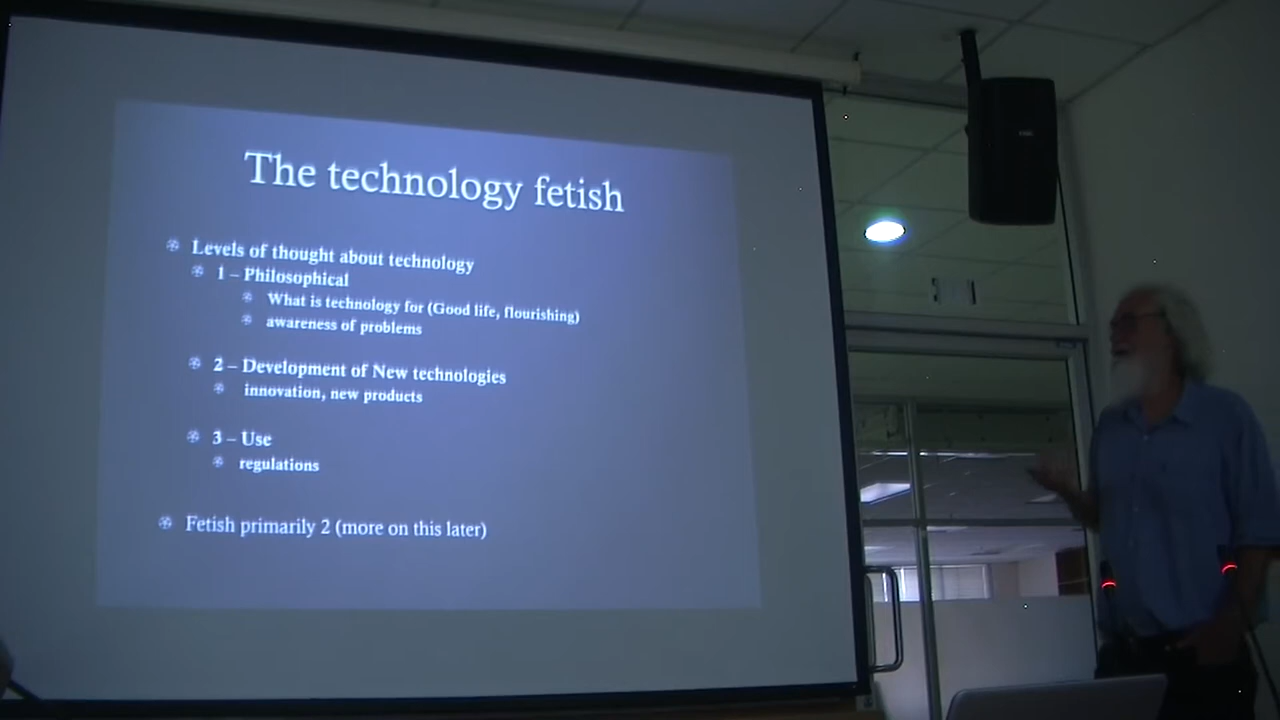 The technology fetish
Levels of thought about technology
1 – Philosophical
What is technology for (Good life, flourishing)
awareness of problems
2 – Development of New technologies
innovation, new products
3 – Use
regulations
Fetish primarily 2 (more on this later)